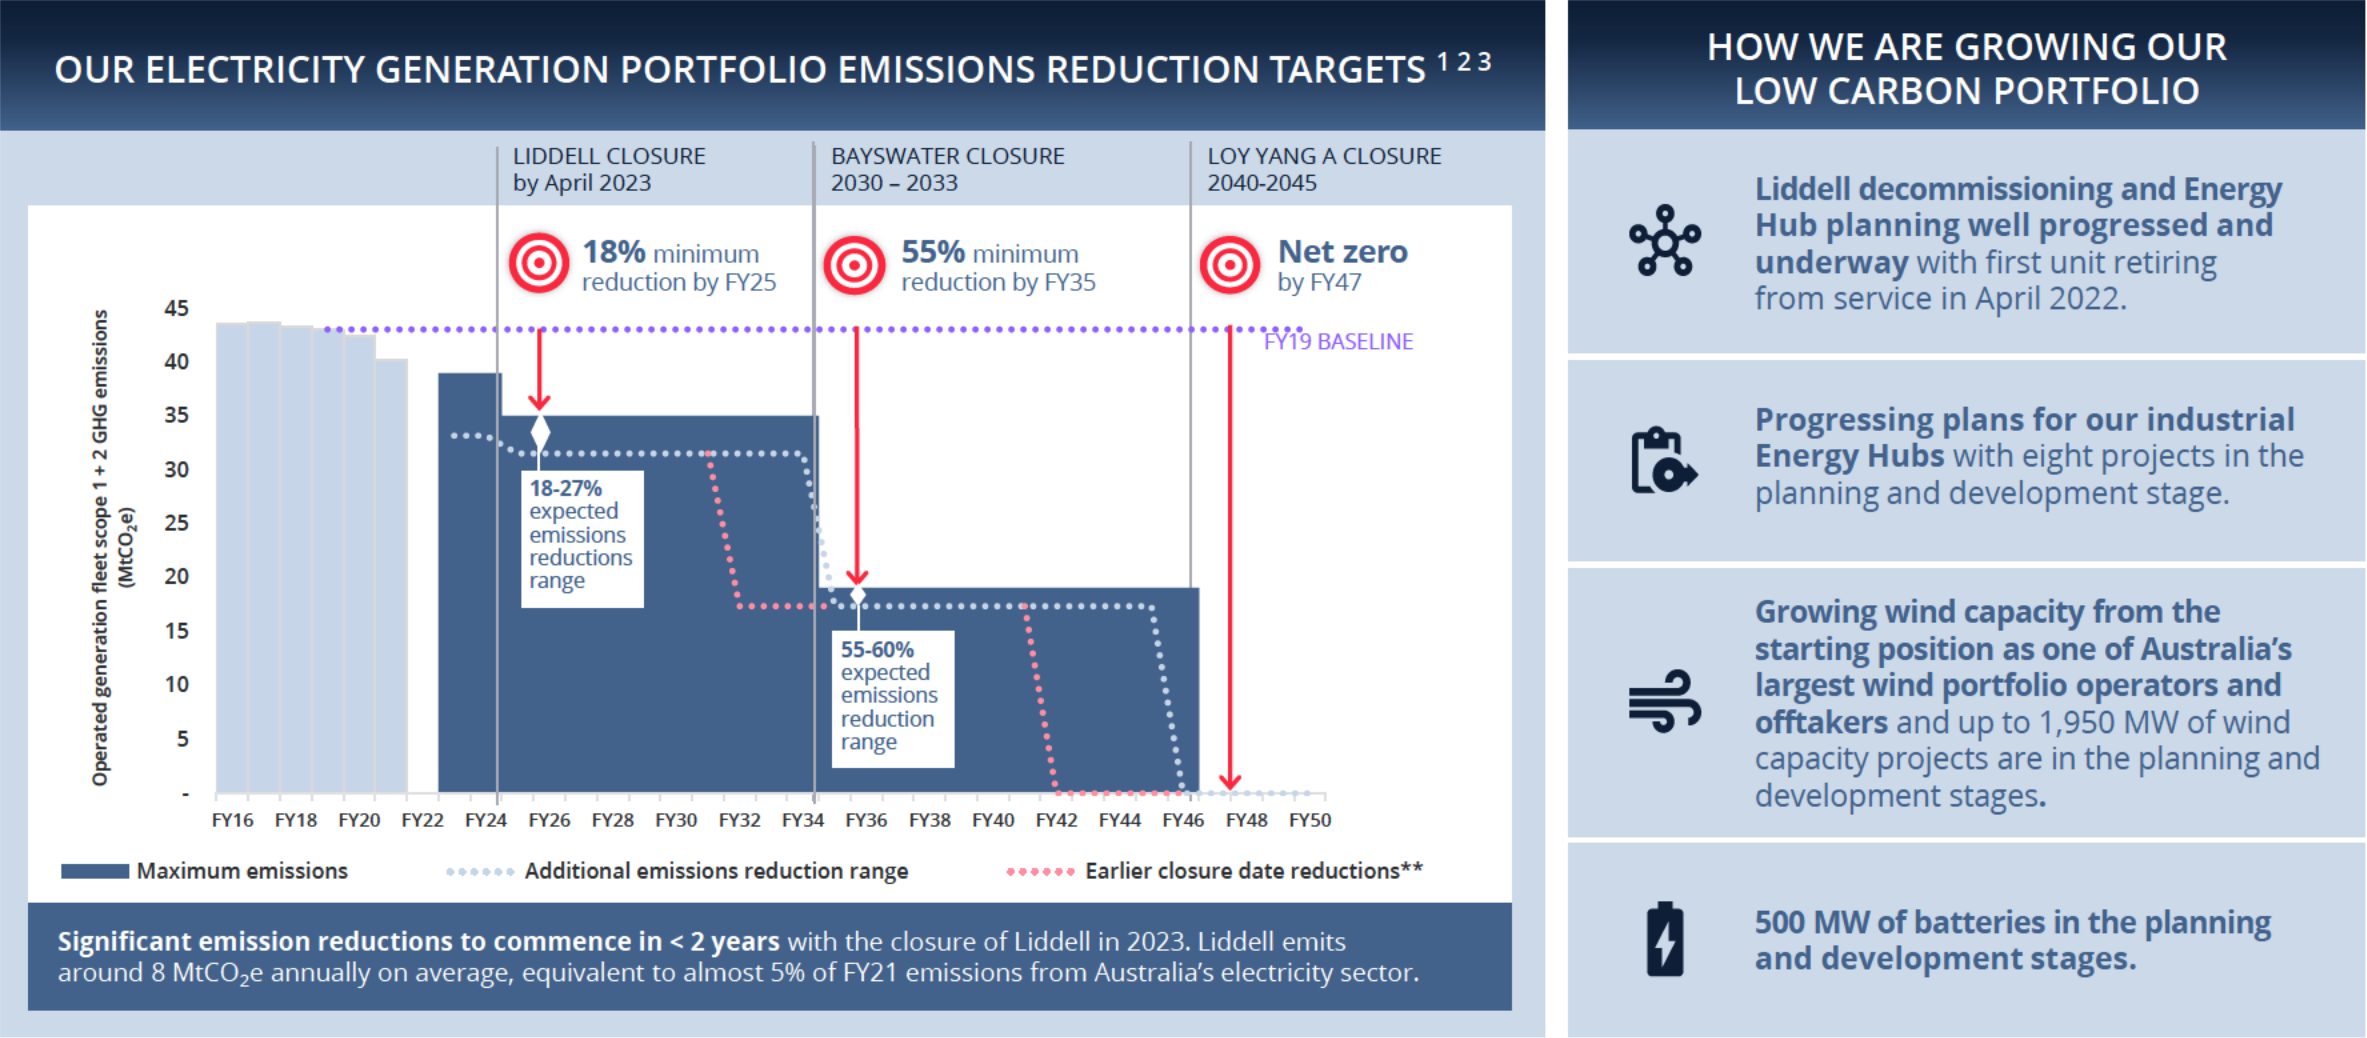 OUR ELECTRICITY GENERATION PORTFOLIO EMISSIONS REDUCTION TARGETS 1 2 3
LIDDELL CLOSURE
by April 2023
BAYSWATER CLOSURE
2030 – 2033
LOY YANG A CLOSURE
2040-2045
18% minimum
reduction by FY25
55% minimum
reduction by FY35
Net zero
by FY47
Operated generation fleet scope 1 + 2 GHG emissions
(MtCO₂e)
45
40
35
30
25
20
15
10
5
-
FY19 BASELINE
18-27%
expected
emissions
reductions
range
55-60%
expected
emissions
reduction
range
FY16 FY18 FY20 FY22 FY24 FY26 FY28 FY30 FY32 FY34 FY36 FY38 FY40 FY42 FY44 FY46 FY48 FY50
Maximum emissions
Additional emissions reduction range
Earlier closure date reductions**
Significant emission reductions to commence in < 2 years with the closure of Liddell in 2023. Liddell emits
around 8 MtCO₂e annually on average, equivalent to almost 5% of FY21 emissions from Australia's electricity sector.
HOW WE ARE GROWING OUR
LOW CARBON PORTFOLIO
Liddell decommissioning and Energy
Hub planning well progressed and
underway with first unit retiring
from service in April 2022.
Progressing plans for our industrial
Energy Hubs with eight projects in the
planning and development stage.
Growing wind capacity from the
starting position as one of Australia's
largest wind portfolio operators and
offtakers and up to 1,950 MW of wind
capacity projects are in the planning and
development stages.
500 MW of batteries in the planning
and development stages.